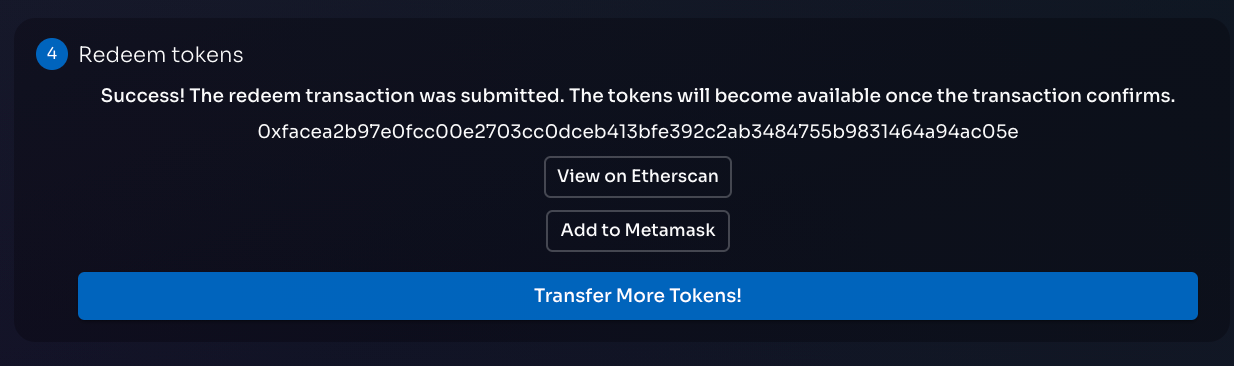 4 Redeem tokens
Success! The redeem transaction was submitted. The tokens will become available once the transaction confirms.
0xfacea2b97e0fcc00e2703cc0dceb413bfe392c2ab3484755b9831464a94ac05e
View on Etherscan
Add to Metamask
Transfer More Tokens!